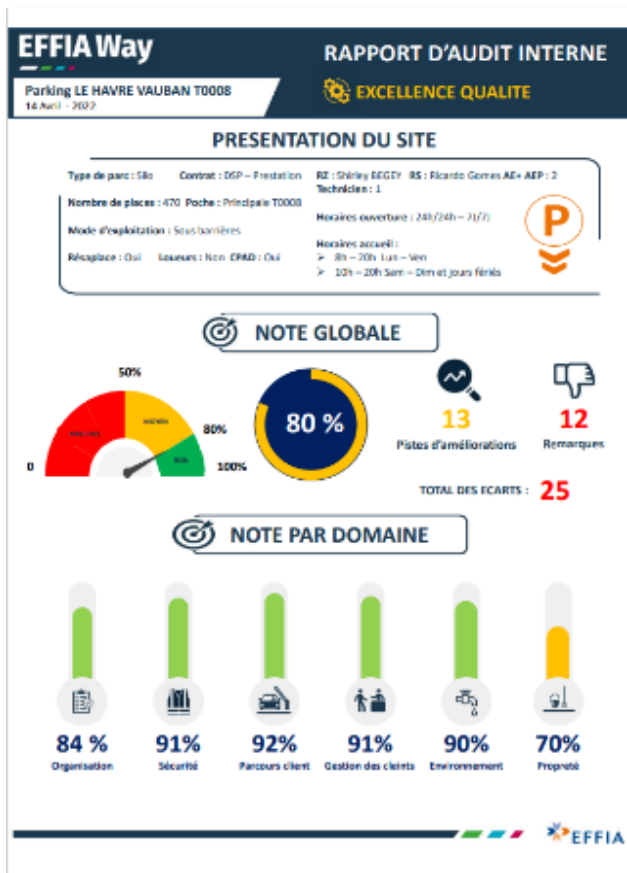 EFFIA Way
RAPPORT D'AUDIT INTERNE
Parking LE HAVRE VAUBAN T0008
14 Avril - 2022
EXCELLENCE QUALITE
PRESENTATION DU SITE
Type de parc : Silo Contrat : DSP – Prestation
Nombre de places : 470 Poche : Principale T0008
Mode d'exploitation : Sous barrières
Résaplace : Oui Loueurs : Non CPAD : Oui
RZ : Shirley BEGEY RS : Ricardo Gomes AE+ AEP : 2
Technicien : 1
Horaires ouverture : 24h/24h – 7j/7j
Horaires accueil :
➢ 8h – 20h Lun – Ven
➢ 10h – 20h Sam – Dim et jours fériés
P
NOTE GLOBALE
50%
80%
0
100%
MOYEN
BON
80 %
13
Pistes d'améliorations
12
Remarques
TOTAL DES ECARTS : 25
NOTE PAR DOMAINE
84 %
Organisation
91%
Sécurité
92%
Parcours client
91%
Gestion des cleints
90%
Environnement
70%
Propreté
EFFIA